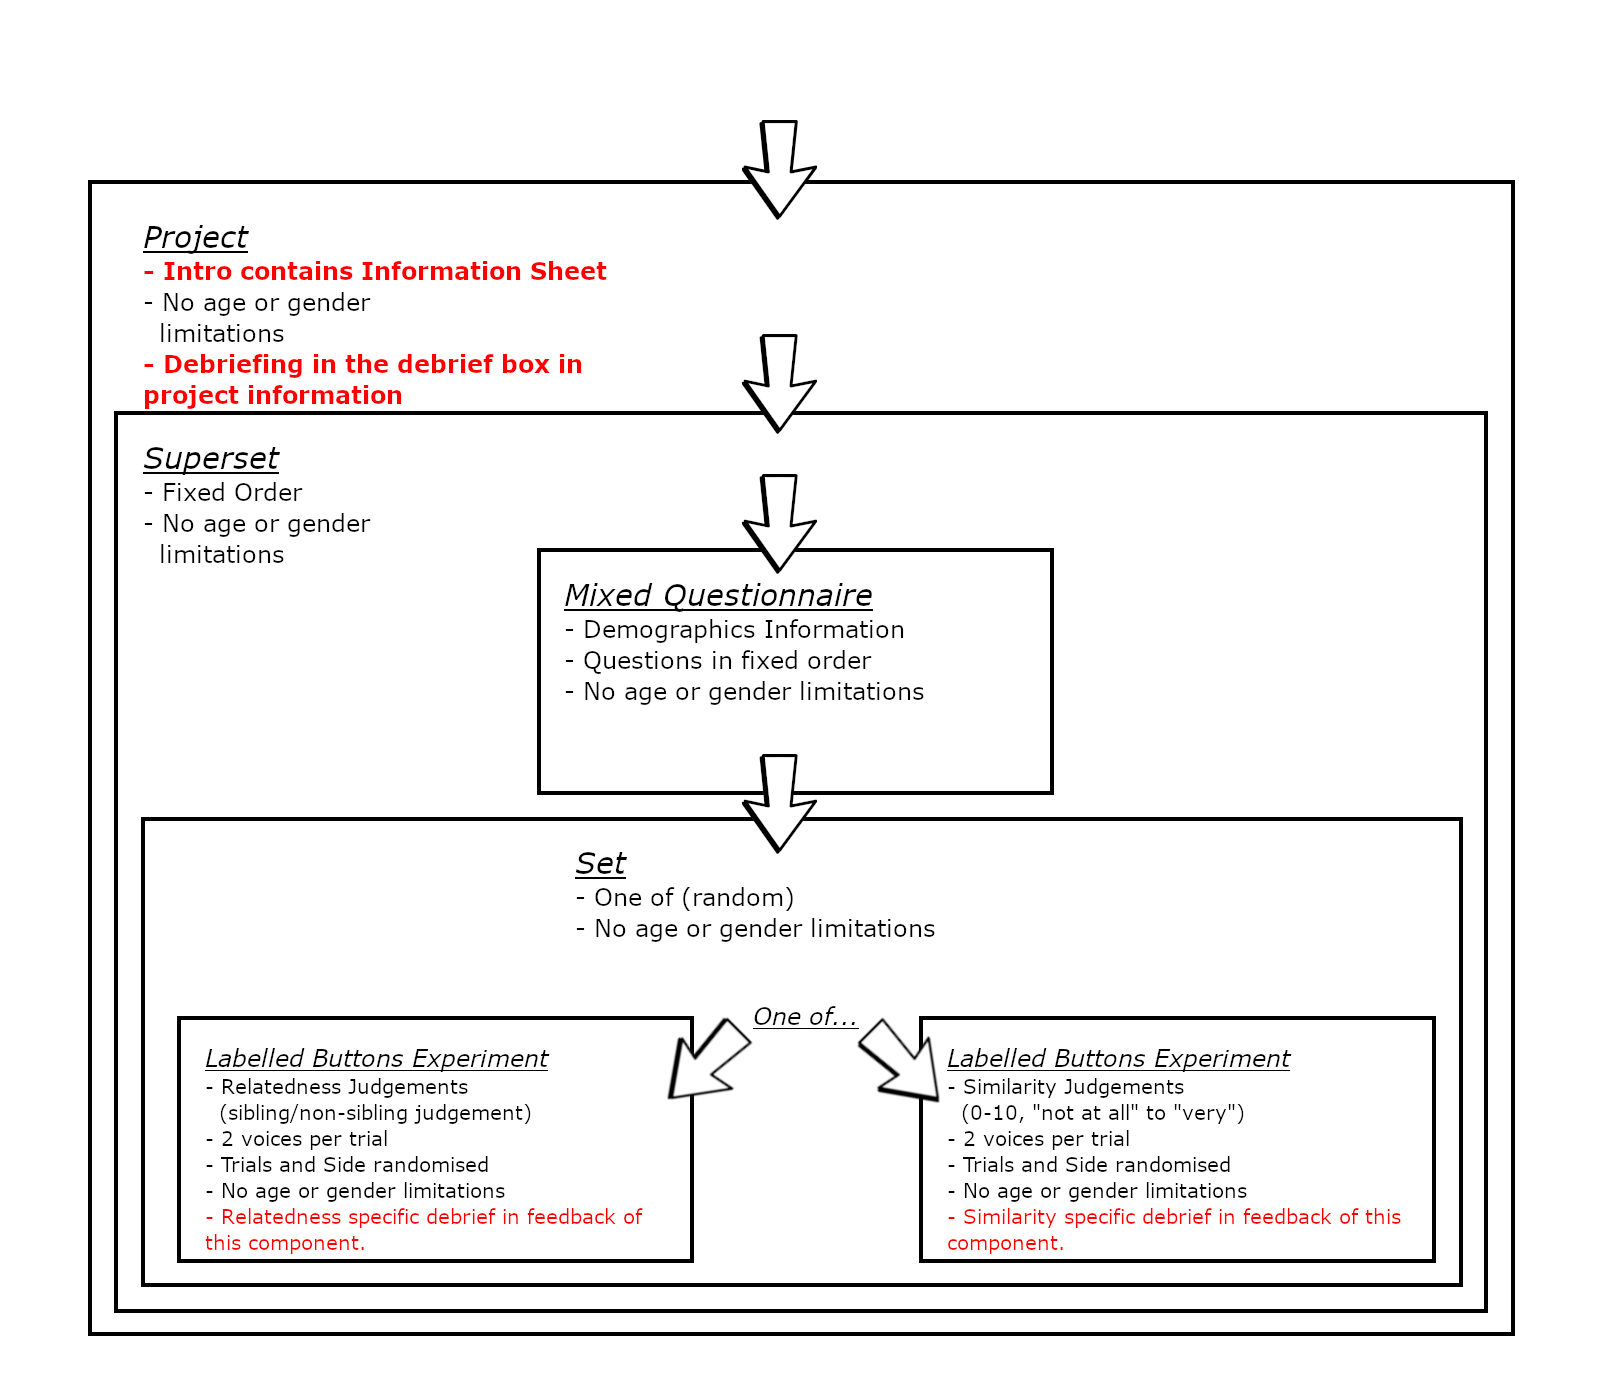 Project
- Intro contains Information Sheet
- No age or gender
limitations
- Debriefing in the debrief box in
project information
Superset
- Fixed Order
- No age or gender
limitations
Mixed Questionnaire
- Demographics Information
- Questions in fixed order
- No age or gender limitations
Set
- One of (random)
- No age or gender limitations
One of...
Labelled Buttons Experiment
- Relatedness Judgements
(sibling/non-sibling judgement)
- 2 voices per trial
- Trials and Side randomised
- No age or gender limitations
- Relatedness specific debrief in feedback of
this component.
Labelled Buttons Experiment
- Similarity Judgements
(0-10, "not at all" to "very")
- 2 voices per trial
- Trials and Side randomised
- No age or gender limitations
- Similarity specific debrief in feedback of this
component.